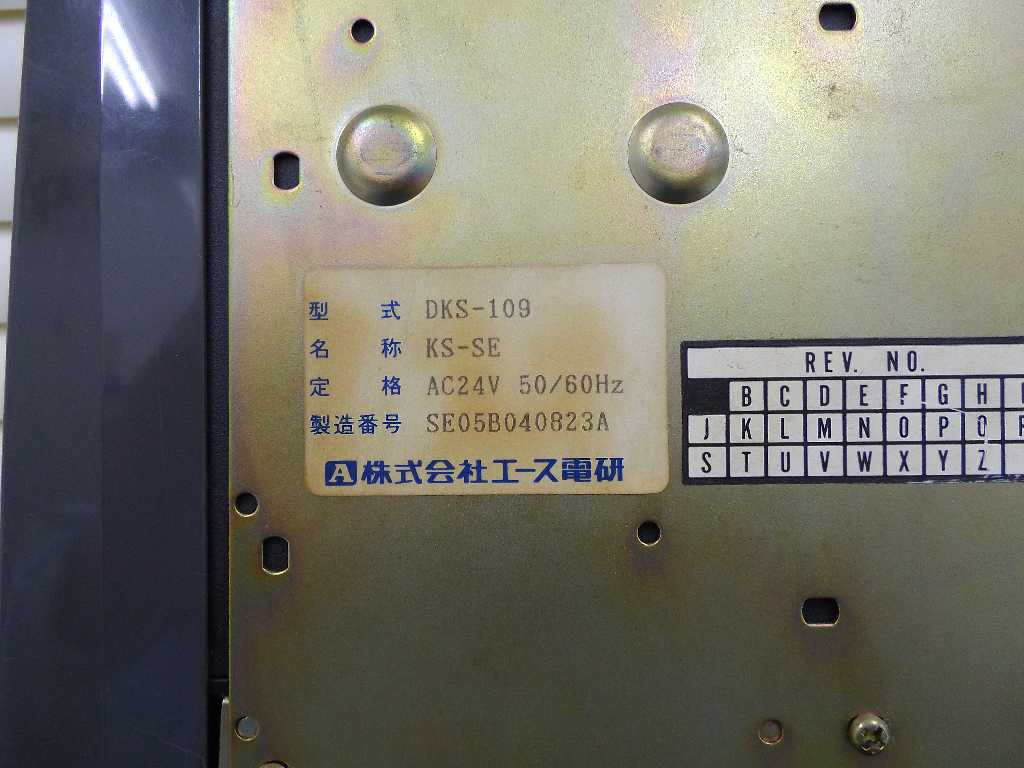 型式 DKS-109
名称 KS-SE
定格 AC24V 50/60Hz
製造番号 SE05B040823A
A 株式会社エース電研
REV. NO.
B C D E F G H
J K L M N O P Q R
S T U V W X Y Z